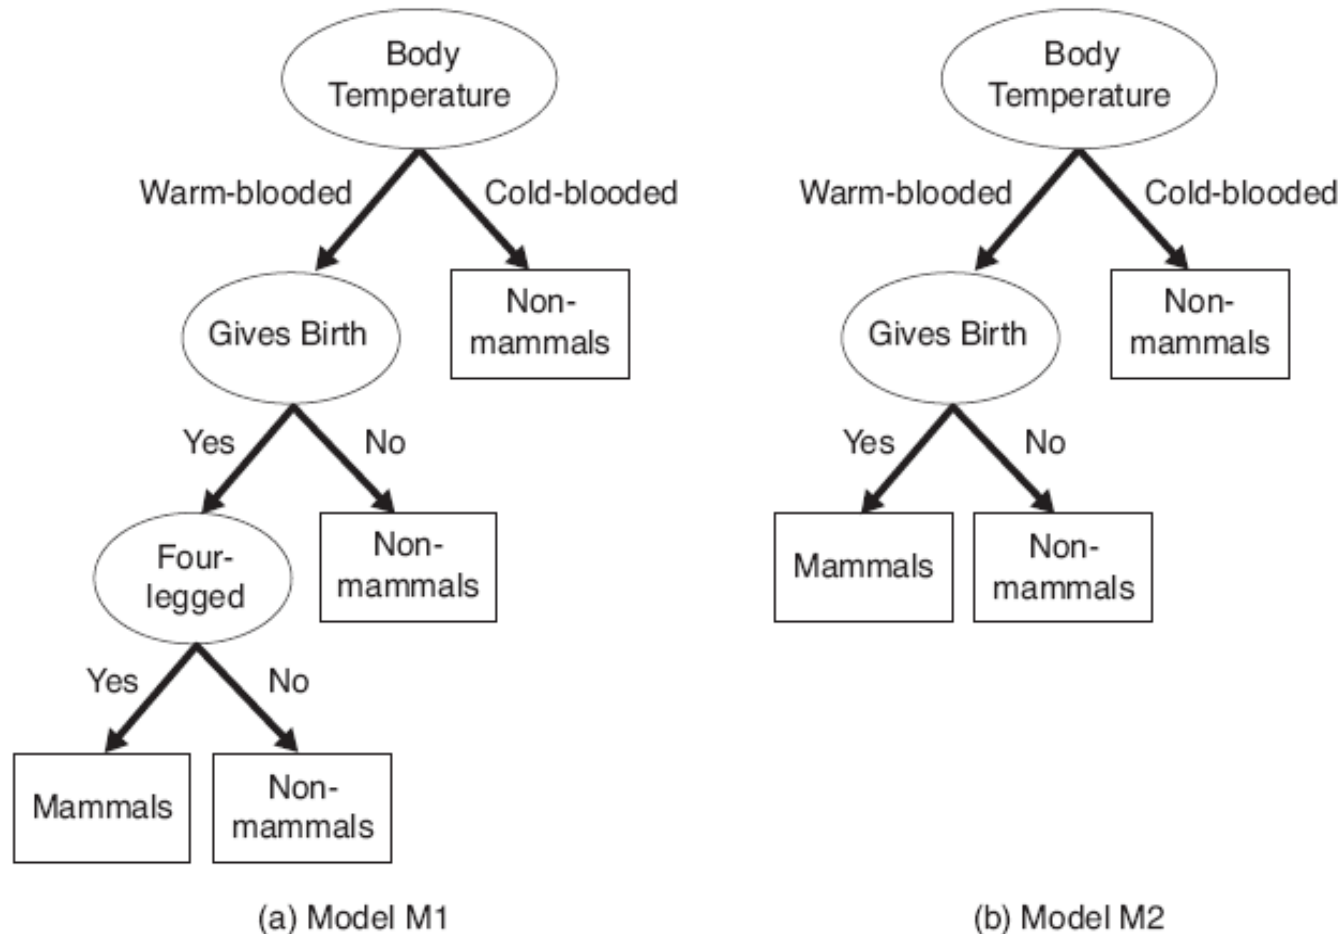 Body
Temperature
Warm-blooded
Cold-blooded
Gives Birth
Non-
mammals
Yes
No
Four-
legged
Non-
mammals
Yes
No
Mammals
Non-
mammals
(a) Model M1
Body
Temperature
Warm-blooded
Cold-blooded
Gives Birth
Non-
mammals
Yes
No
Mammals
Non-
mammals
(b) Model M2